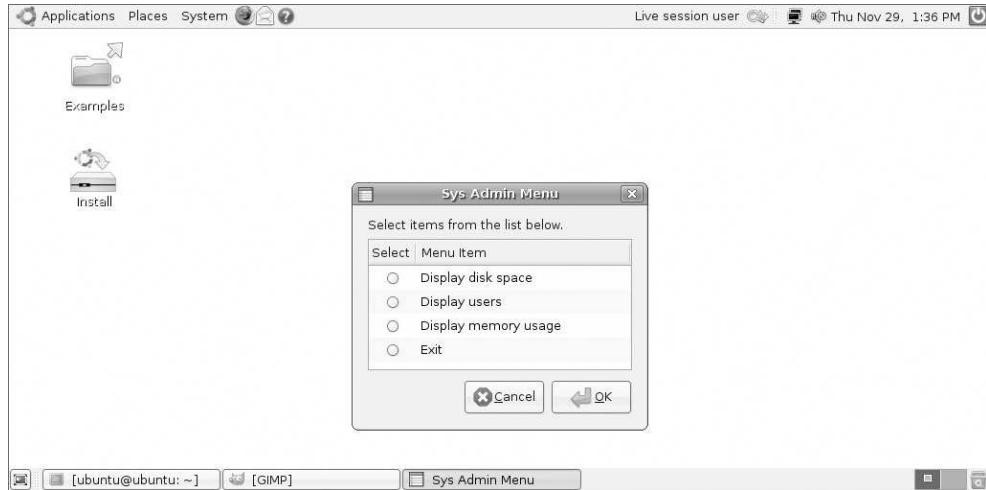 Applications Places System
Live session user Thu Nov 29, 1:36 PM
Examples
Install
Sys Admin Menu
Select items from the list below.
Select Menu Item
Display disk space
Display users
Display memory usage
Exit
Cancel OK
[ubuntu@ubuntu: ~] [GIMP] Sys Admin Menu